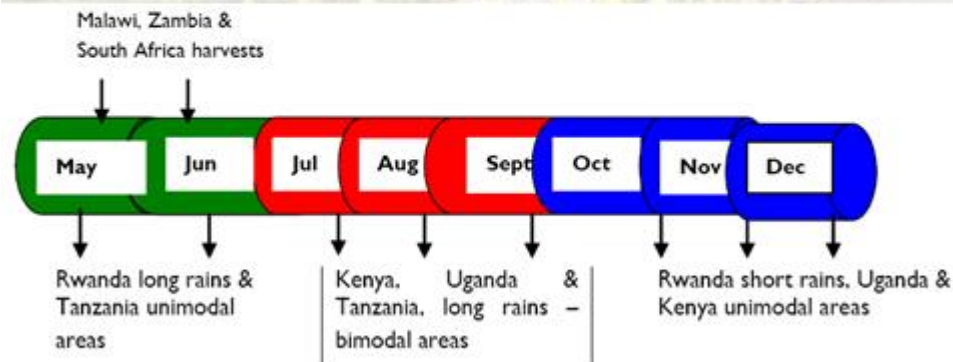 Malawi, Zambia &
South Africa harvests
May
Jun
Jul
Aug
Sept
Oct
Nov
Dec
Rwanda long rains &
Tanzania unimodal
areas
Kenya, Uganda &
Tanzania, long rains –
bimodal areas
Rwanda short rains, Uganda &
Kenya unimodal areas